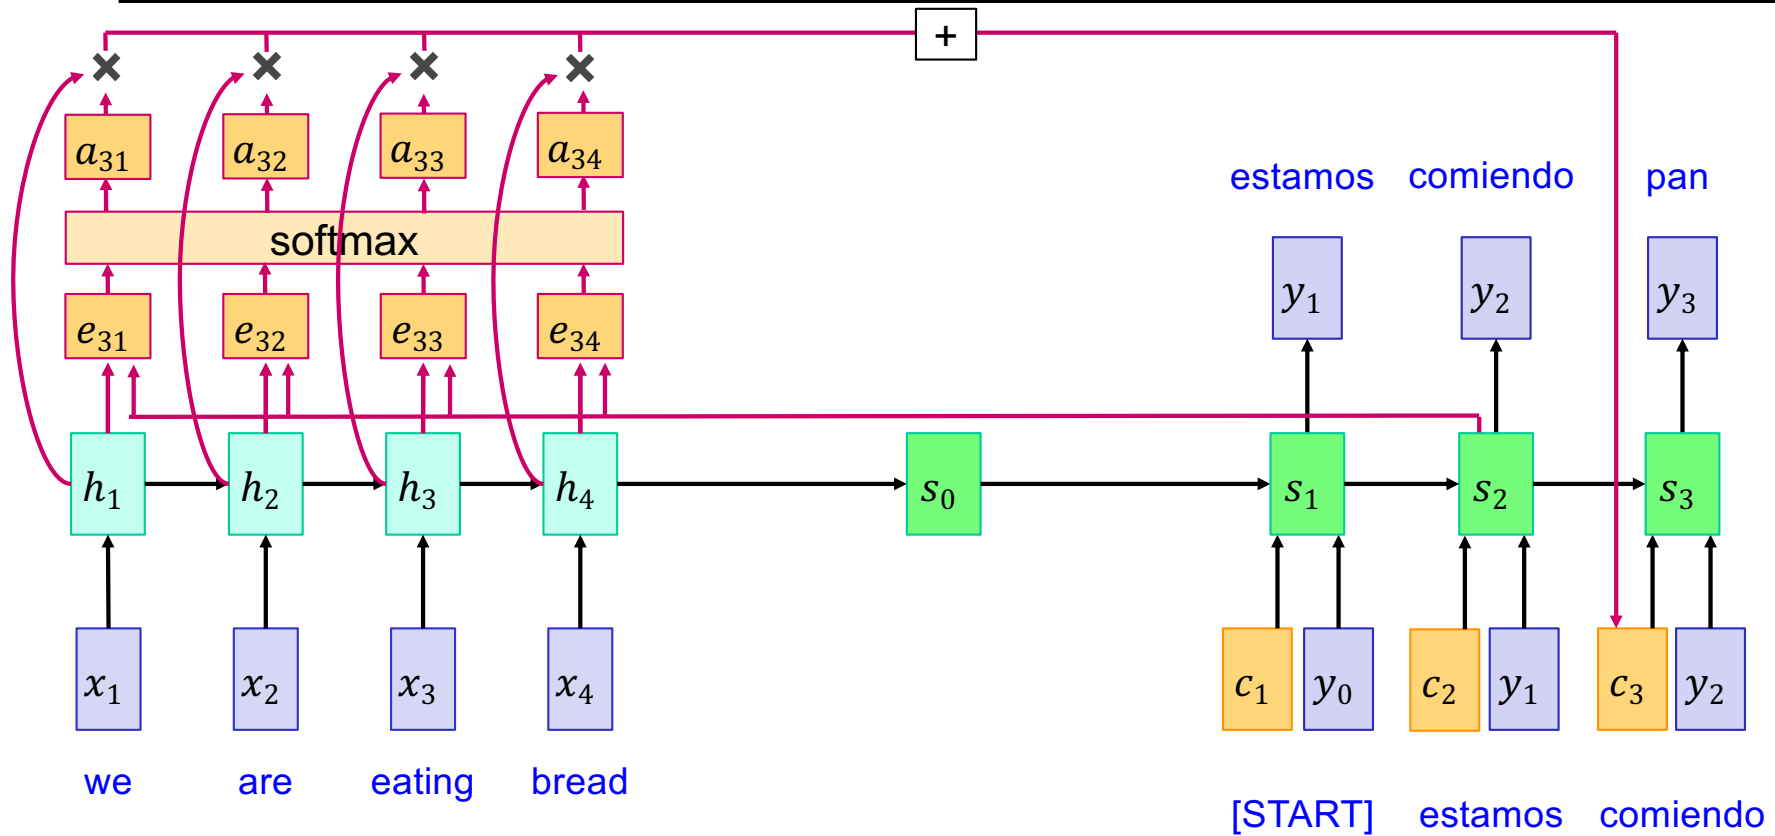 +
a₃₁ a₃₂ a₃₃ a₃₄
estamos comiendo pan
softmax
y₁ y₂ y₃
e₃₁ e₃₂ e₃₃ e₃₄
h₁ h₂ h₃ h₄ s₀ s₁ s₂ s₃
x₁ x₂ x₃ x₄ c₁ y₀ c₂ y₁ c₃ y₂
we are eating bread
[START] estamos comiendo